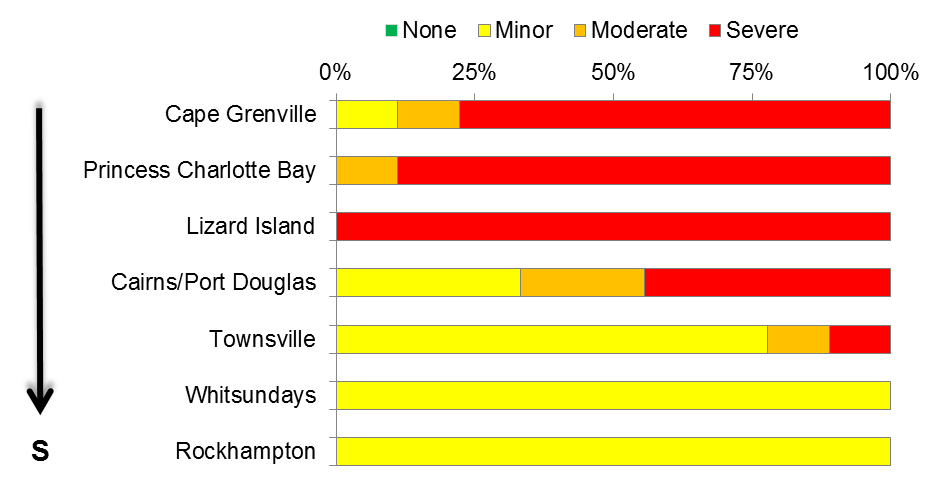 None Minor Moderate Severe
0% 25% 50% 75% 100%
Cape Grenville
Princess Charlotte Bay
Lizard Island
Cairns/Port Douglas
Townsville
Whitsundays
Rockhampton
S